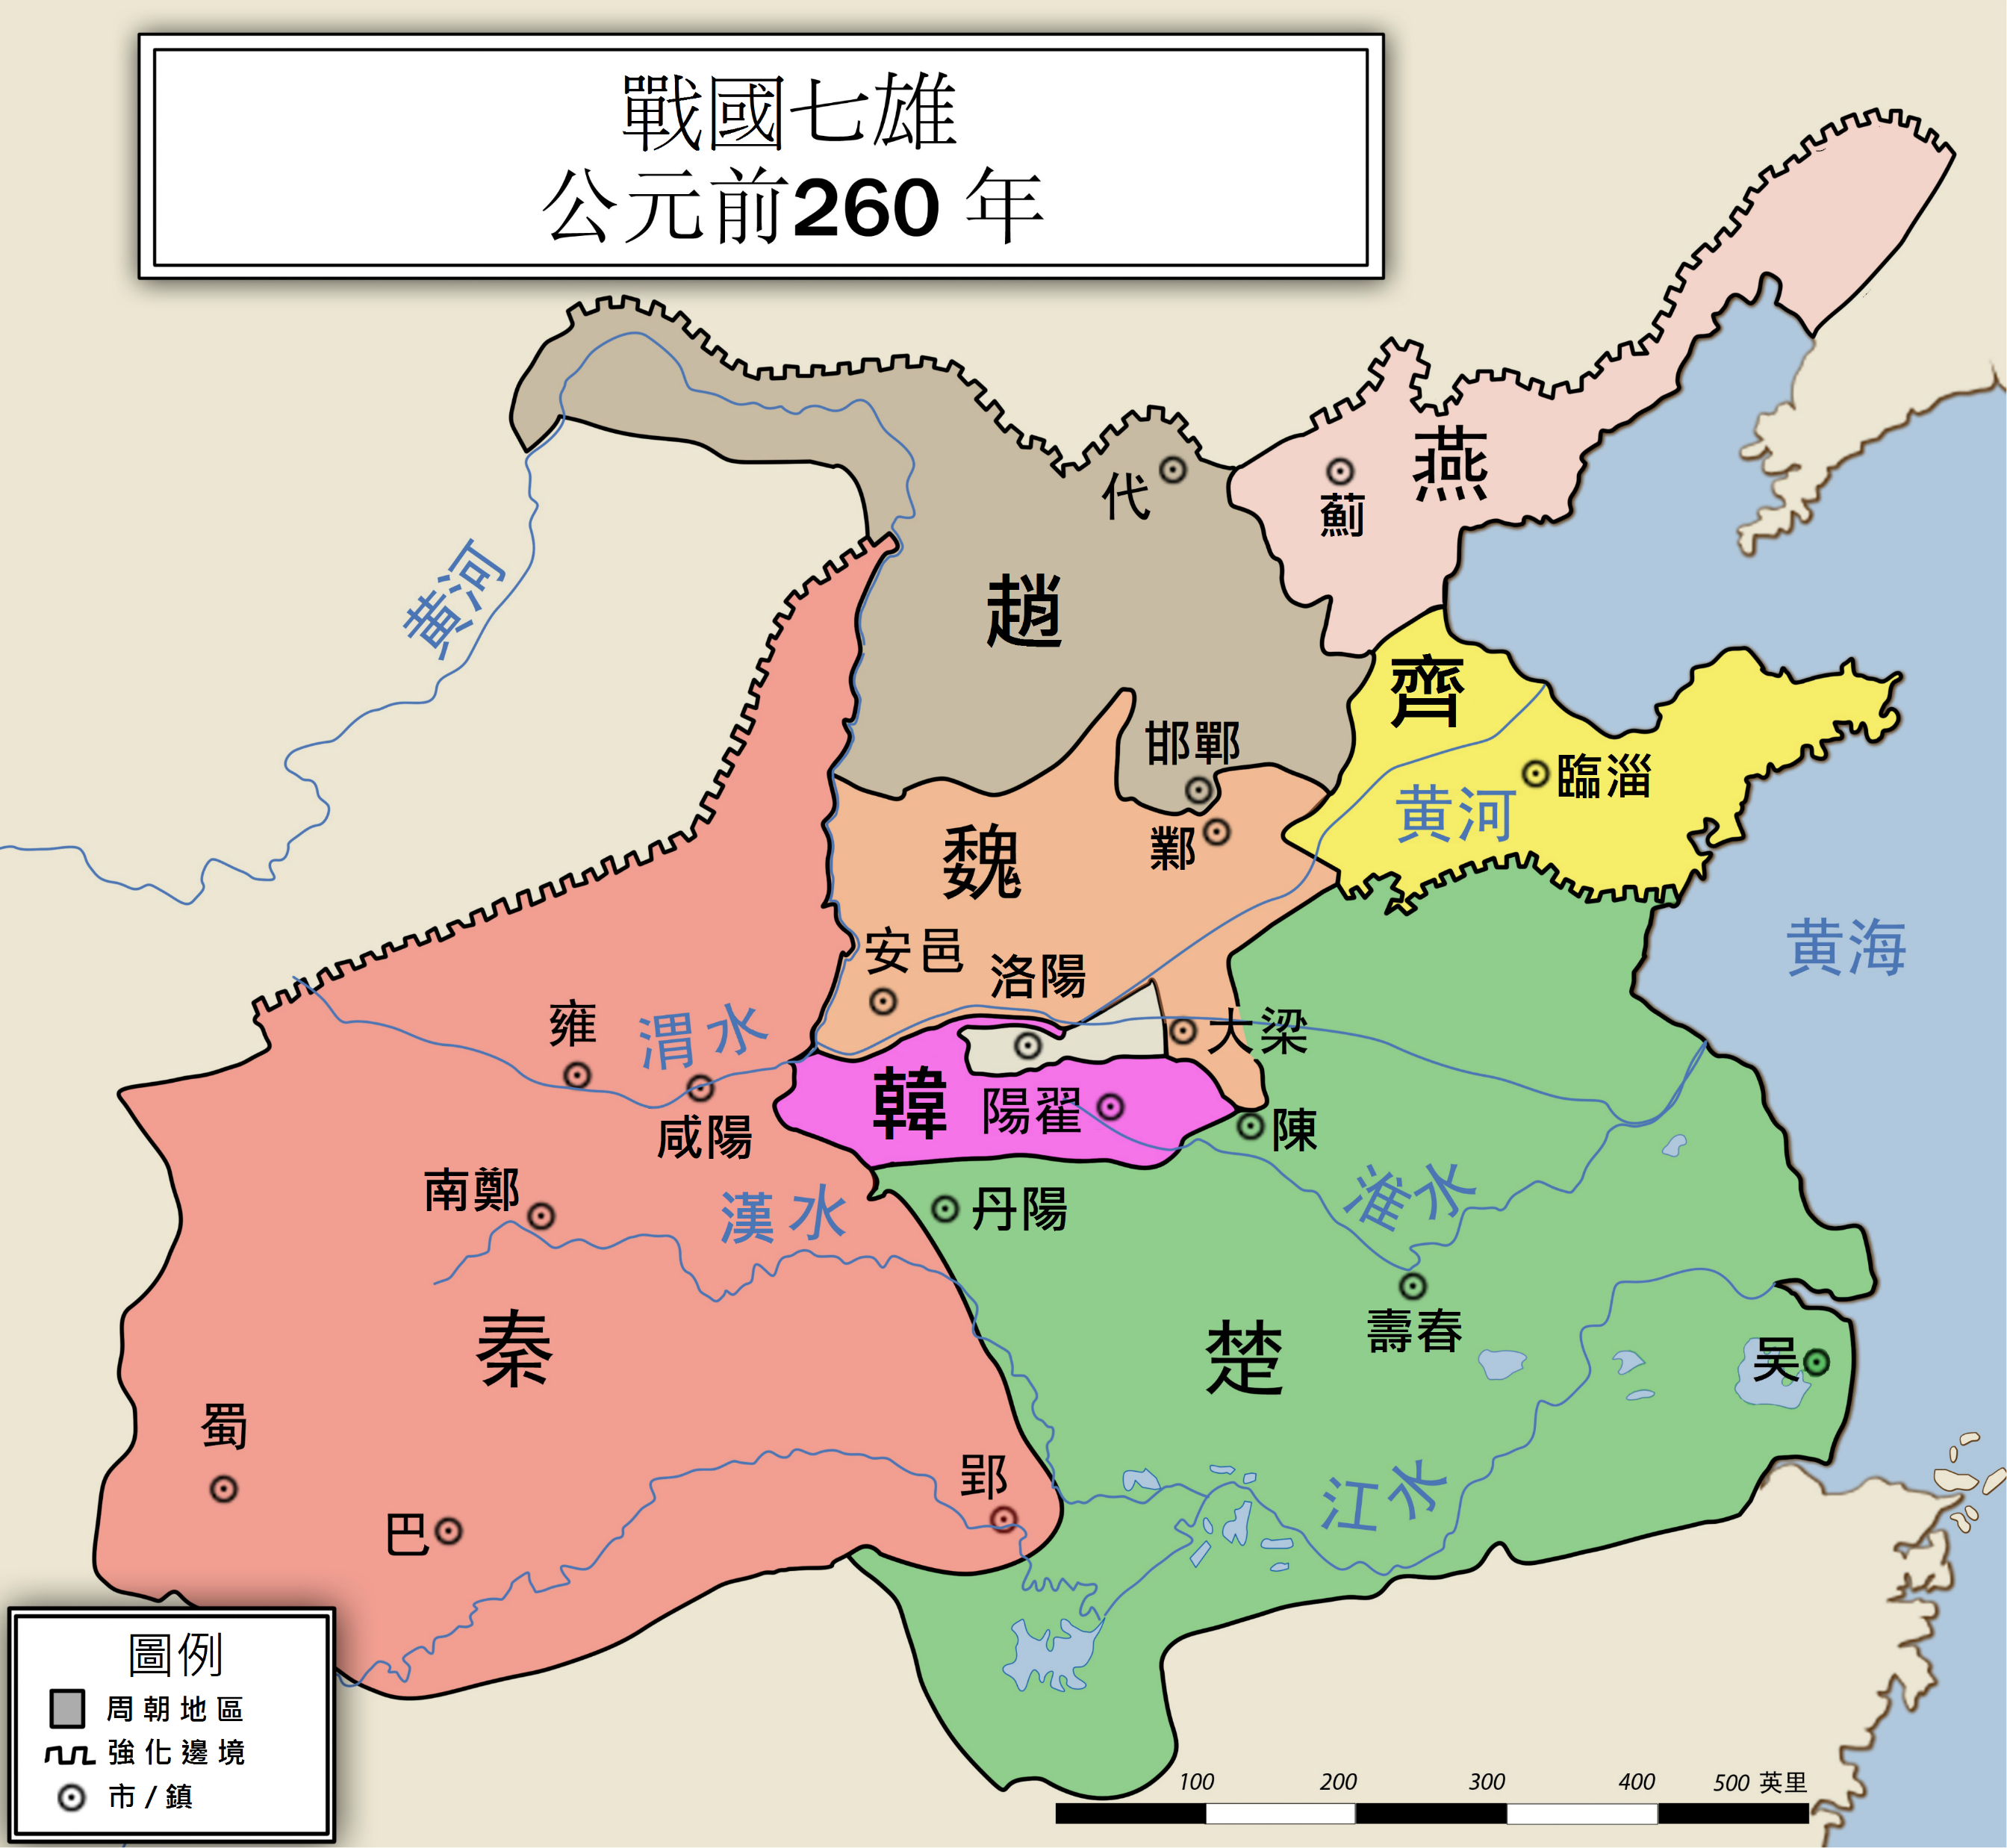 戰國七雄
公元前260 年
燕
代
薊
趙
黃河
齊
邯鄲
臨淄
黄河
魏
鄴
黄海
安邑
洛陽
雍
渭水
大梁
韓
陽翟
咸陽
陳
南鄭
漢水
丹陽
淮水
壽春
秦
楚
吴
蜀
郢
江水
巴
圖例
周朝地區
強化邊境
市/鎮
100 200 300 400 500 英里